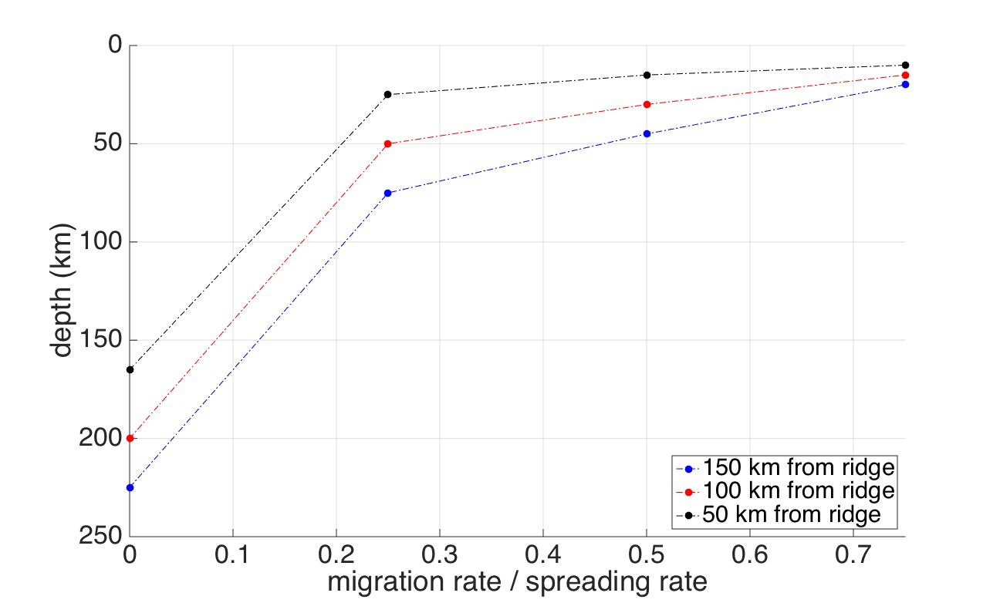 0
50
100
150
200
250
depth (km)
0 0.1 0.2 0.3 0.4 0.5 0.6 0.7
migration rate / spreading rate
150 km from ridge
100 km from ridge
50 km from ridge